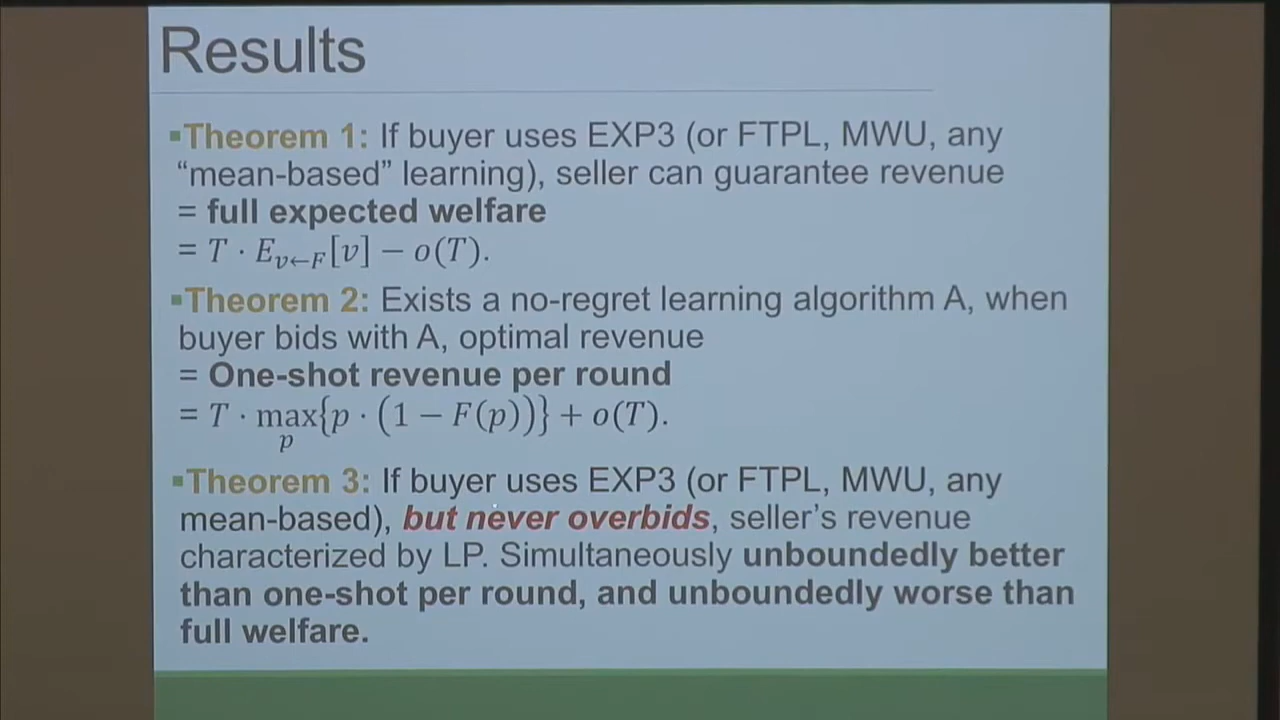 Results
▪Theorem 1: If buyer uses EXP3 (or FTPL, MWU, any
“mean-based” learning), seller can guarantee revenue
= full expected welfare
= T · E_{v←F}[v] − o(T).
▪Theorem 2: Exists a no-regret learning algorithm A, when
buyer bids with A, optimal revenue
= One-shot revenue per round
= T · max_p{p · (1 − F(p))} + o(T).
▪Theorem 3: If buyer uses EXP3 (or FTPL, MWU, any
mean-based), but never overbids, seller’s revenue
characterized by LP. Simultaneously unboundedly better
than one-shot per round, and unboundedly worse than
full welfare.